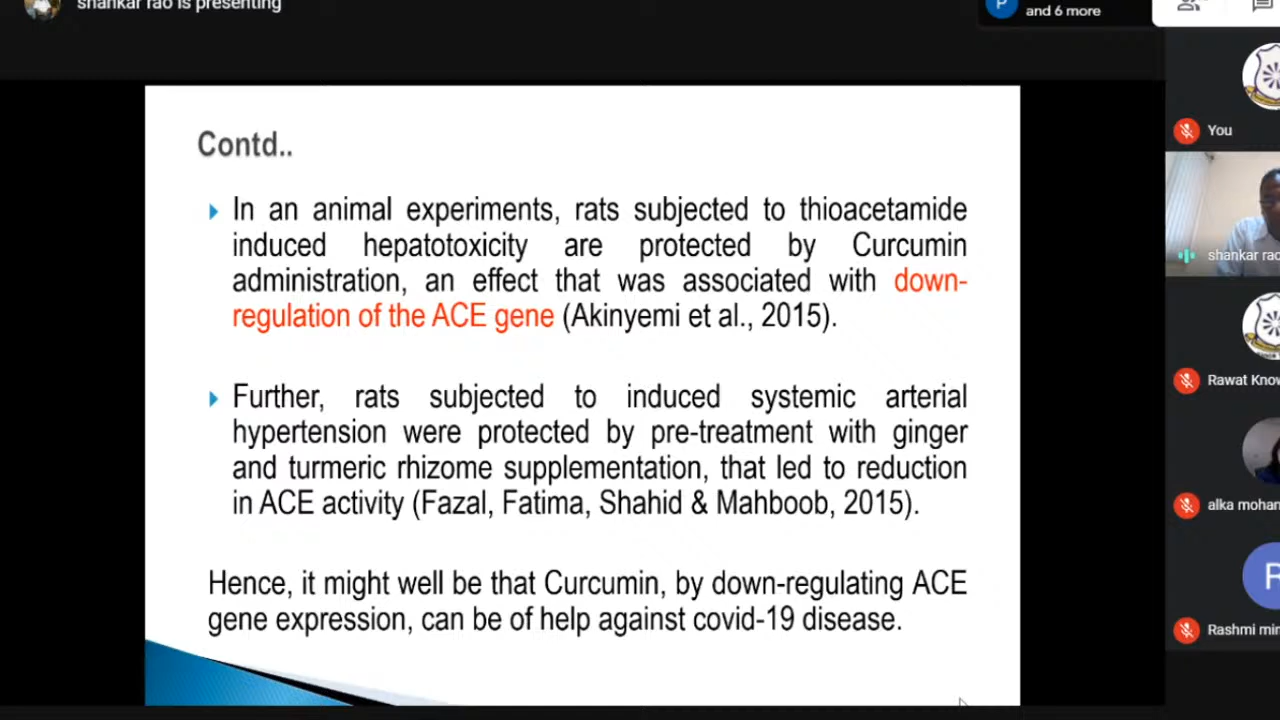 shankar rao is presenting
P
and 6 more
Contd..
In an animal experiments, rats subjected to thioacetamide
induced hepatotoxicity are protected by Curcumin
administration, an effect that was associated with down-
regulation of the ACE gene (Akinyemi et al., 2015).
Further, rats subjected to induced systemic arterial
hypertension were protected by pre-treatment with ginger
and turmeric rhizome supplementation, that led to reduction
in ACE activity (Fazal, Fatima, Shahid & Mahboob, 2015).
Hence, it might well be that Curcumin, by down-regulating ACE
gene expression, can be of help against covid-19 disease.
You
shankar rao
Rawat Know
alka mohan
R
Rashmi min